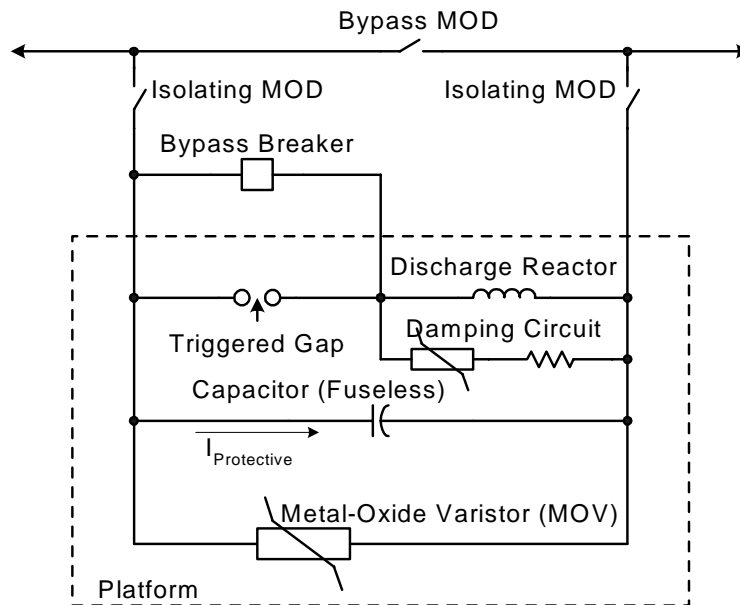 Bypass MOD
Isolating MOD
Isolating MOD
Bypass Breaker
Discharge Reactor
Triggered Gap
Damping Circuit
Capacitor (Fuseless)
I Protective
Metal-Oxide Varistor (MOV)
Platform